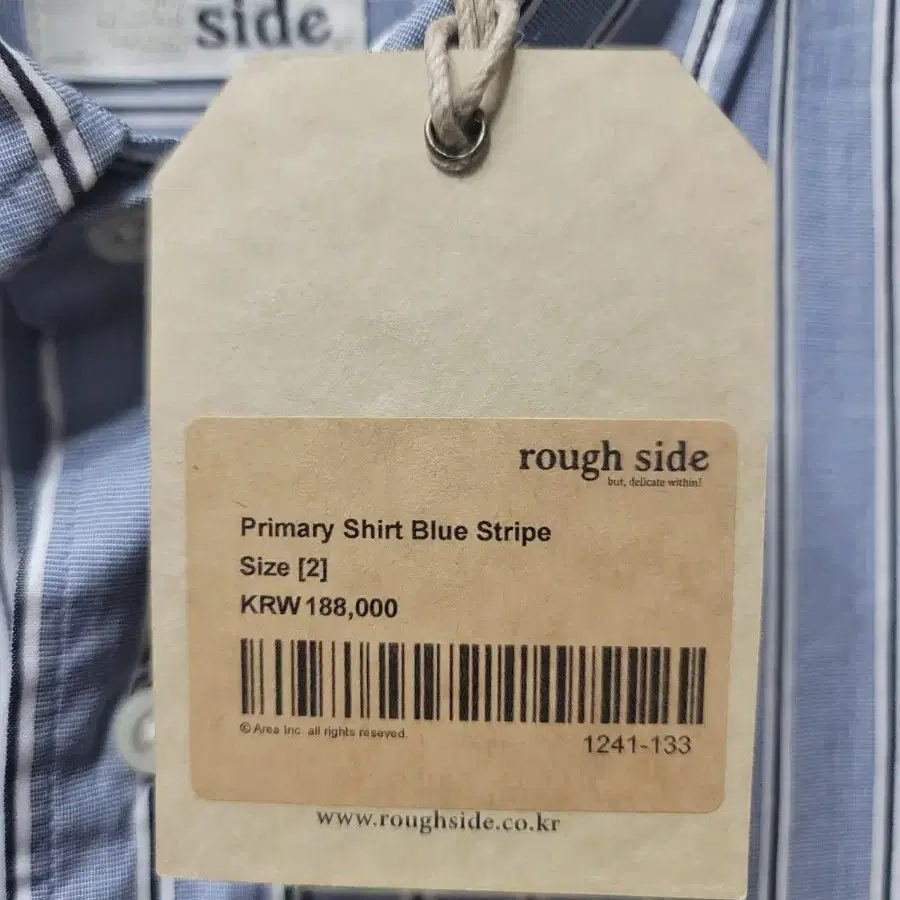 side
rough side
but, delicate within!
Primary Shirt Blue Stripe
Size [2]
KRW 188,000
© Area Inc. all rights reseved.
1241-133
www.roughside.co.kr